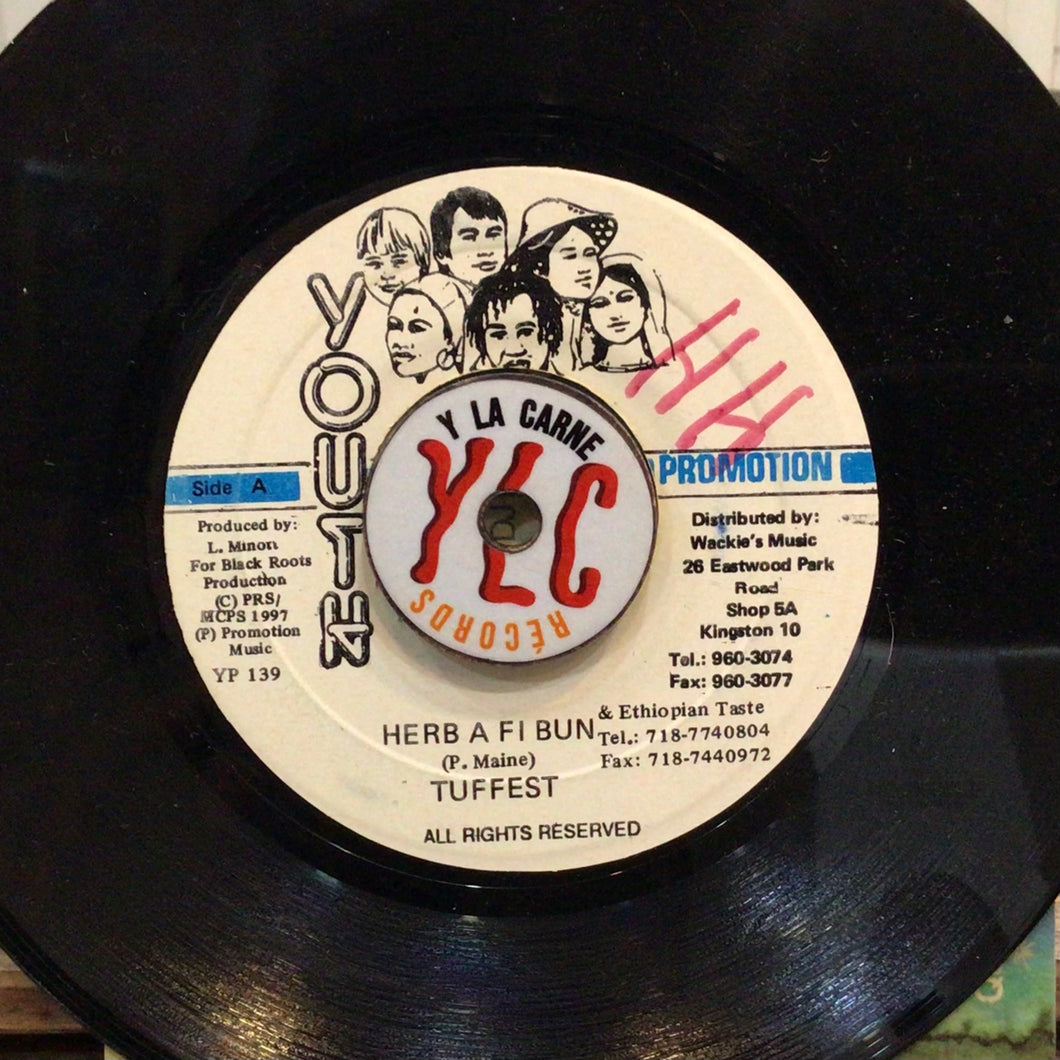 YOUTH
HH
Side A
PROMOTION
Y LA CARNE
YLC
RÉCORDS
Produced by:
L. Minott
For Black Roots
Production
(C) PRS/
MCPS 1997
(P) Promotion
Music
YP 139
Distributed by:
Wackie's Music
26 Eastwood Park
Road
Shop 5A
Kingston 10
Tel.: 960-3074
Fax: 960-3077
& Ethiopian Taste
Tel.: 718-7740804
Fax: 718-7440972
HERB A FI BUN
(P. Maine)
TUFFEST
ALL RIGHTS RESERVED